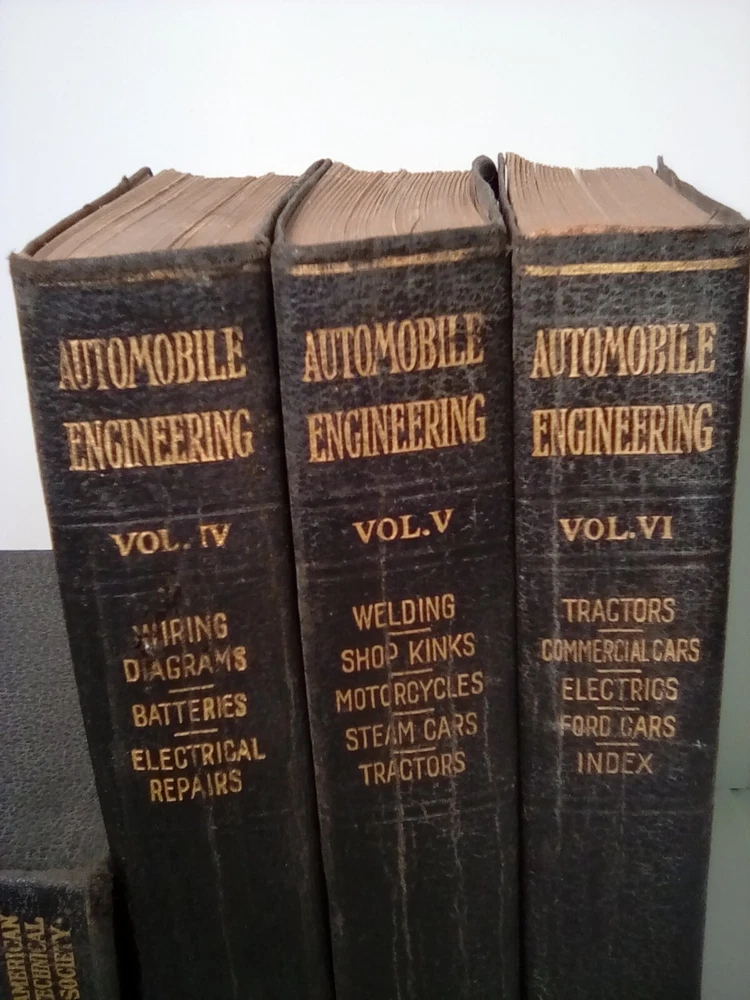 AUTOMOBILE
ENGINEERING
VOL. IV
WIRING
DIAGRAMS
BATTERIES
ELECTRICAL
REPAIRS
AUTOMOBILE
ENGINEERING
VOL. V
WELDING
SHOP KINKS
MOTORCYCLES
STEAM CARS
TRACTORS
AUTOMOBILE
ENGINEERING
VOL. VI
TRACTORS
COMMERCIAL CARS
ELECTRICS
FORD CARS
INDEX
AMERICAN
TECHNICAL
SOCIETY